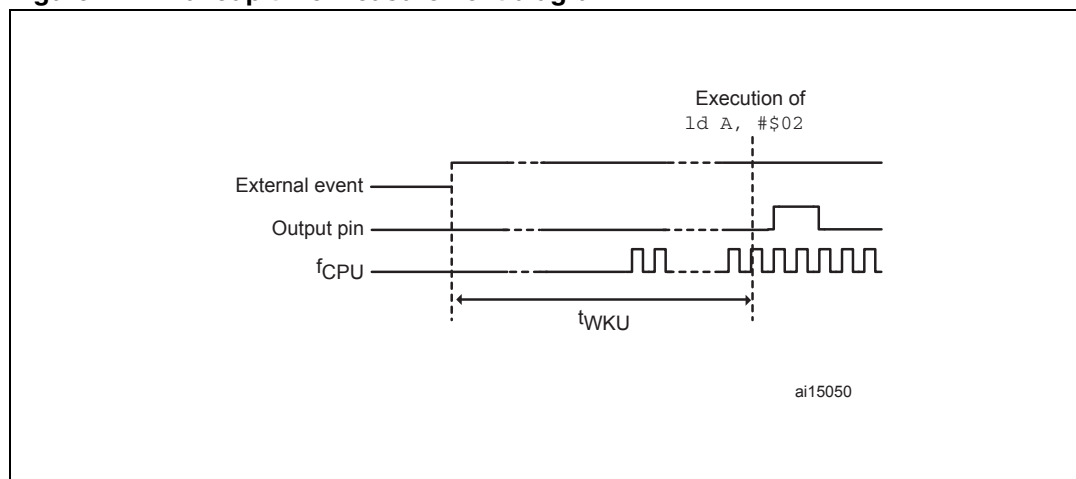 Execution of
ld A, #$02
External event
Output pin
fCPU
tWKU
ai15050